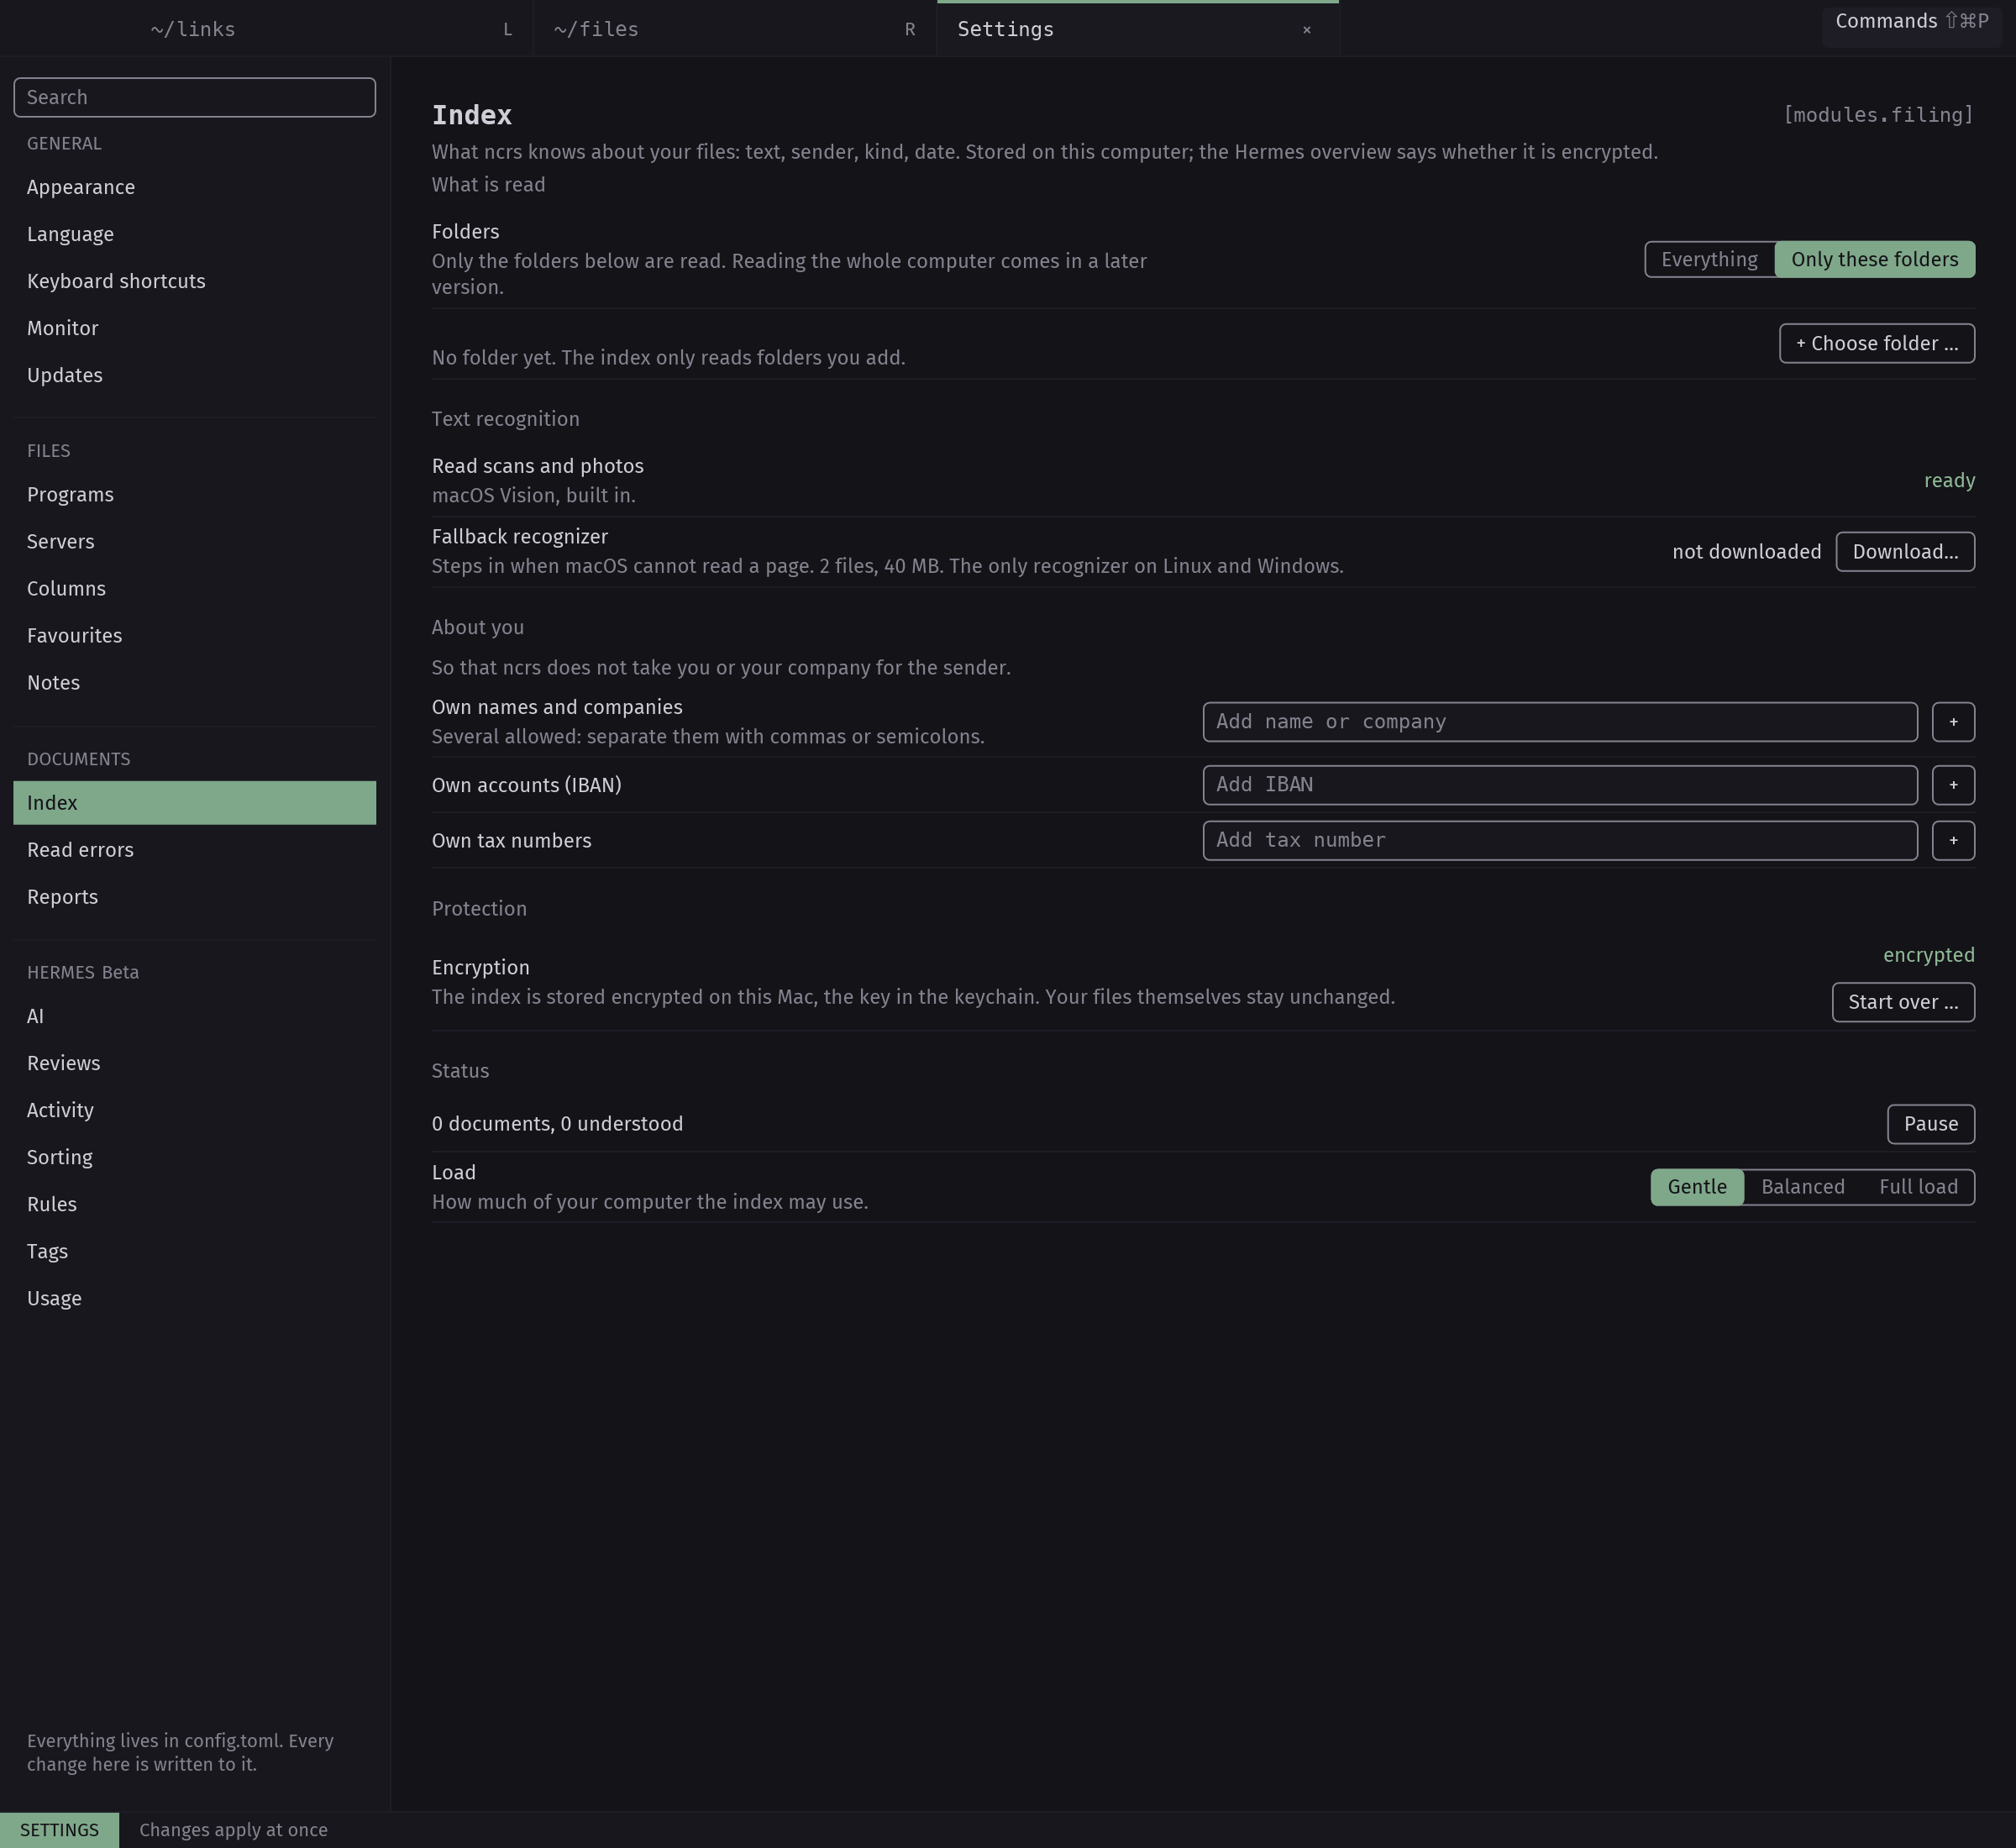 ~/links L ~/files R Settings × Commands ⇧⌘P
Search
GENERAL
Appearance
Language
Keyboard shortcuts
Monitor
Updates
FILES
Programs
Servers
Columns
Favourites
Notes
DOCUMENTS
Index
Read errors
Reports
HERMES Beta
AI
Reviews
Activity
Sorting
Rules
Tags
Usage
Everything lives in config.toml. Every
change here is written to it.
Index [modules.filing]
What ncrs knows about your files: text, sender, kind, date. Stored on this computer; the Hermes overview says whether it is encrypted.
What is read
Folders
Only the folders below are read. Reading the whole computer comes in a later
version.
Everything Only these folders
No folder yet. The index only reads folders you add.
+ Choose folder ...
Text recognition
Read scans and photos
macOS Vision, built in.
ready
Fallback recognizer
Steps in when macOS cannot read a page. 2 files, 40 MB. The only recognizer on Linux and Windows.
not downloaded Download...
About you
So that ncrs does not take you or your company for the sender.
Own names and companies
Several allowed: separate them with commas or semicolons.
Add name or company +
Own accounts (IBAN) Add IBAN +
Own tax numbers Add tax number +
Protection
Encryption
The index is stored encrypted on this Mac, the key in the keychain. Your files themselves stay unchanged.
encrypted
Start over ...
Status
0 documents, 0 understood Pause
Load
How much of your computer the index may use.
Gentle Balanced Full load
SETTINGS Changes apply at once